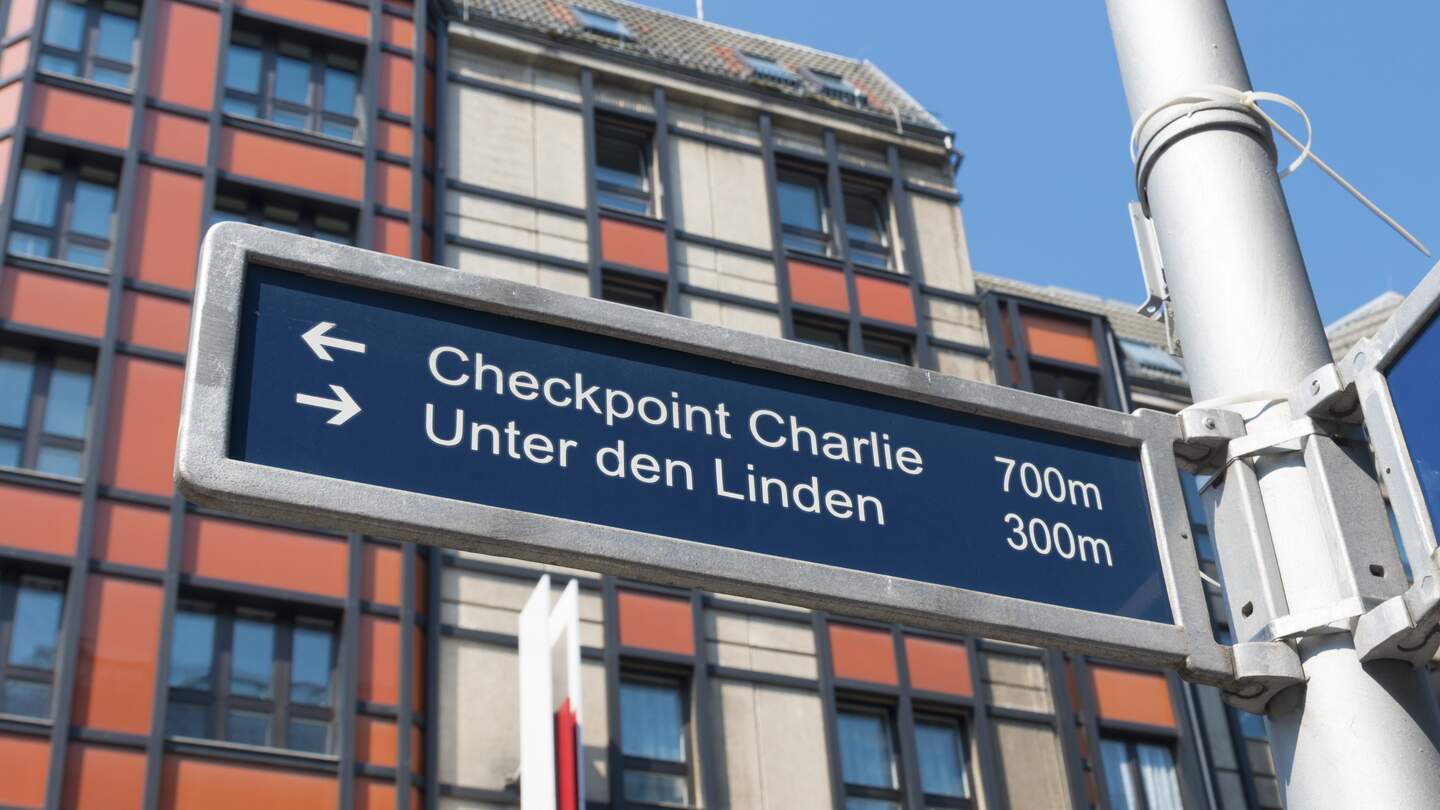 ← Checkpoint Charlie 700m
→ Unter den Linden 300m